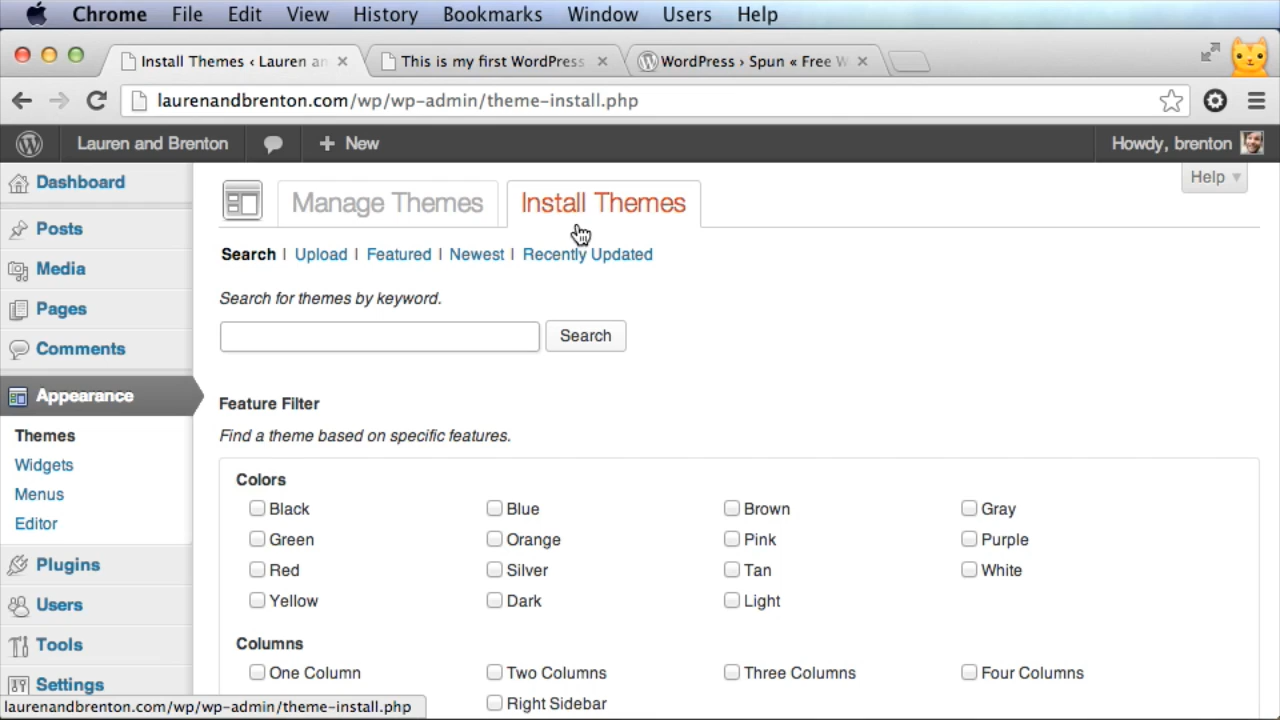 Chrome File Edit View History Bookmarks Window Users Help
Install Themes ‹ Lauren an This is my first WordPress WordPress › Spun « Free W
laurenandbrenton.com/wp/wp-admin/theme-install.php
Lauren and Brenton + New Howdy, brenton
Help
Manage Themes Install Themes
Search | Upload | Featured | Newest | Recently Updated
Search for themes by keyword.
Search
Feature Filter
Find a theme based on specific features.
Colors
Black Blue Brown Gray
Green Orange Pink Purple
Red Silver Tan White
Yellow Dark Light
Columns
One Column Two Columns Three Columns Four Columns
Right Sidebar
Dashboard
Posts
Media
Pages
Comments
Appearance
Themes
Widgets
Menus
Editor
Plugins
Users
Tools
Settings
laurenandbrenton.com/wp/wp-admin/theme-install.php